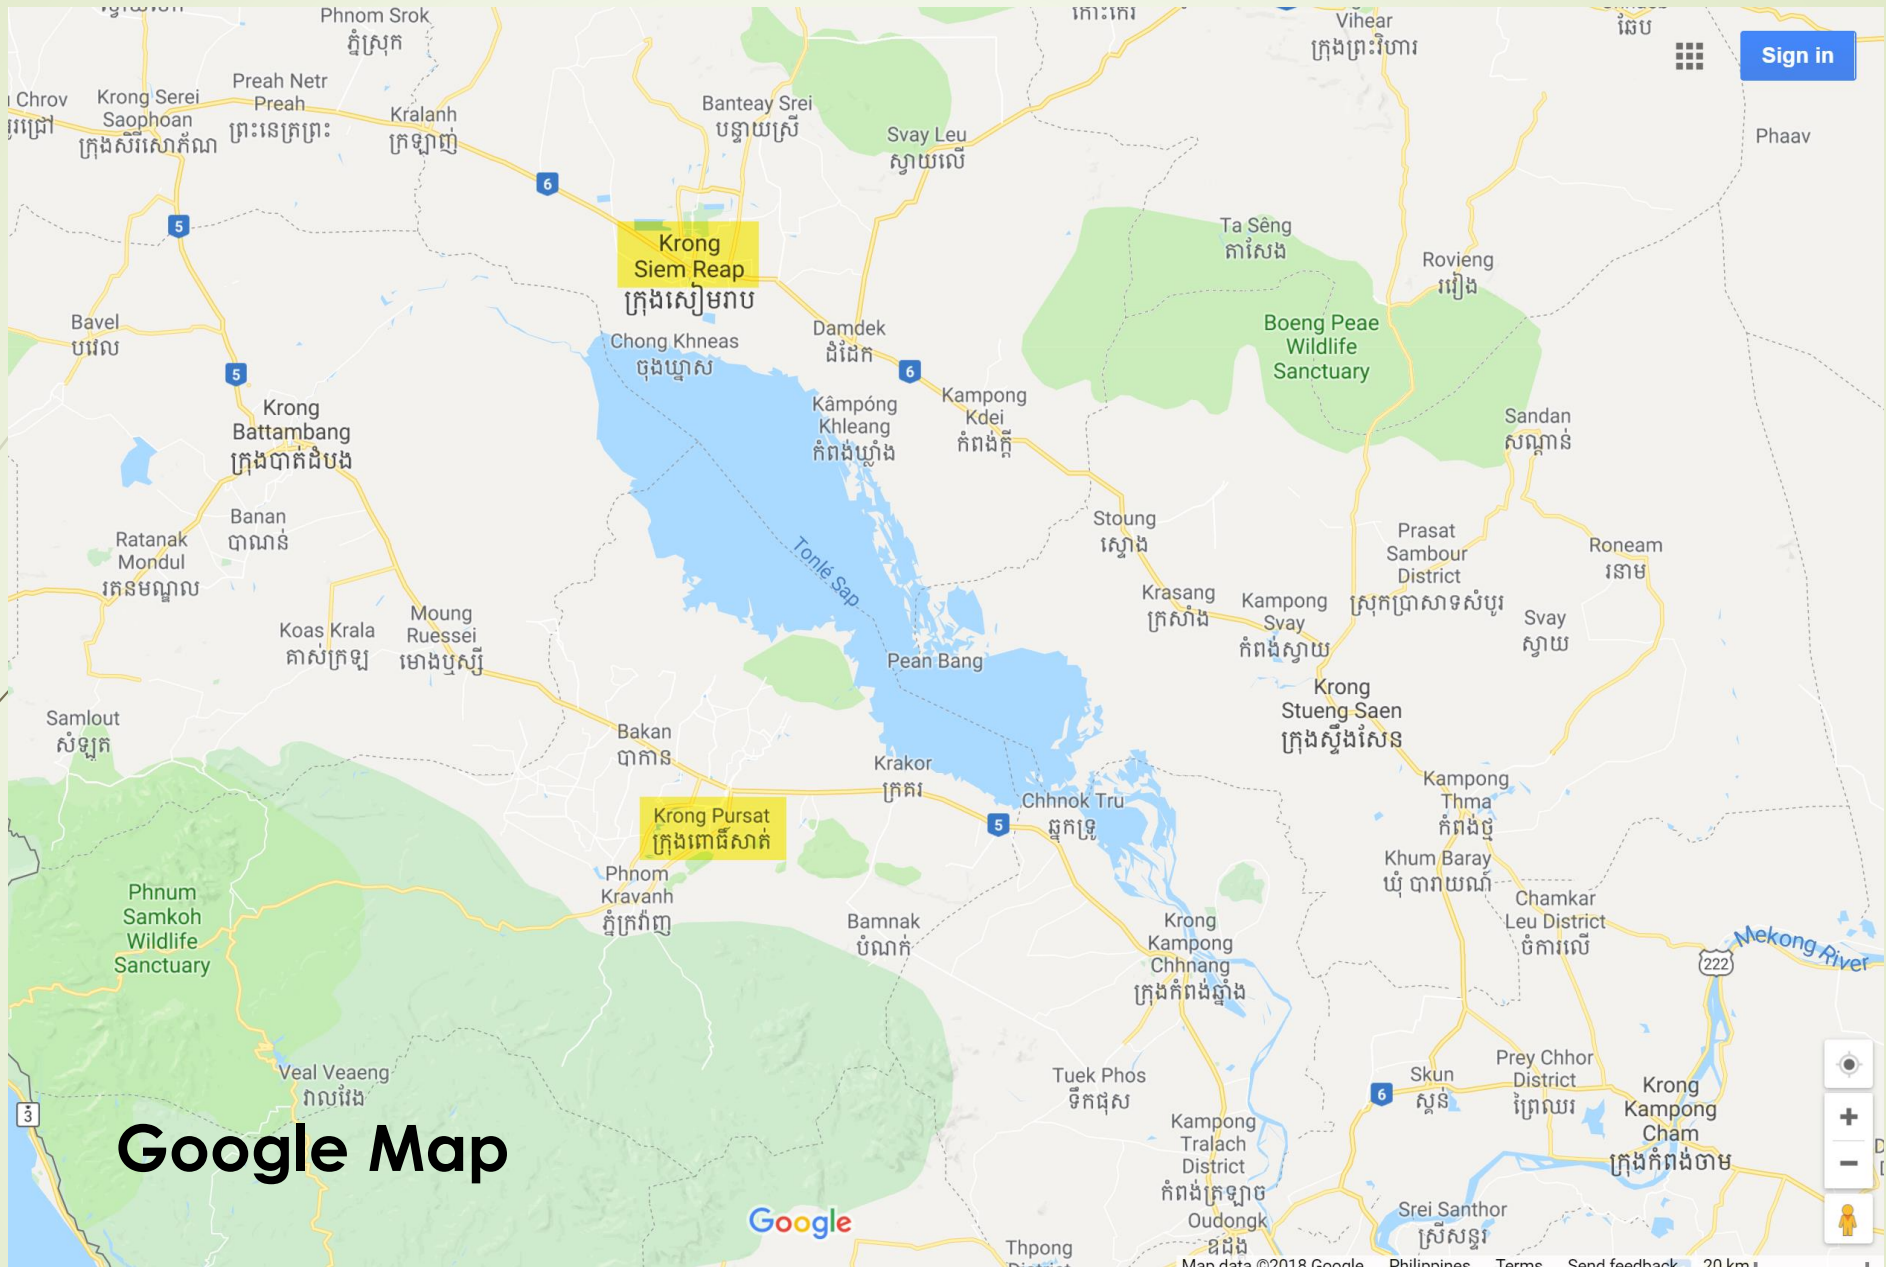 Phnom Srok
ភ្នំស្រុក
Vihear
ក្រុងព្រះវិហារ
ឆែប
Sign in
Chrov
Krong Serei
Saophoan
ក្រុងសិរីសោភ័ណ
Preah Netr
Preah
ព្រះនេត្រព្រះ
Kralanh
ក្រឡាញ់
Banteay Srei
បន្ទាយស្រី
Svay Leu
ស្វាយលើ
Phaav
6
5
Krong
Siem Reap
ក្រុងសៀមរាប
Ta Sêng
តាសែង
Rovieng
រវៀង
Bavel
បវេល
Chong Khneas
ចុងឃ្នាស
Damdek
ដំដែក
Boeng Peae
Wildlife
Sanctuary
5
6
Krong
Battambang
ក្រុងបាត់ដំបង
Kâmpóng
Khleang
កំពង់ឃ្លាំង
Kampong
Kdei
កំពង់ក្ដី
Sandan
សណ្ដាន់
Banan
បាណន់
Ratanak
Mondul
រតនមណ្ឌល
Tonlé Sap
Stoung
ស្ទោង
Prasat
Sambour
District
ស្រុកប្រាសាទសំបូរ
Roneam
រនាម
Koas Krala
គាស់ក្រឡ
Moung
Ruessei
មោងឫស្សី
Krasang
ក្រសាំង
Kampong
Svay
កំពង់ស្វាយ
Svay
ស្វាយ
Pean Bang
Krong
Stueng Saen
ក្រុងស្ទឹងសែន
Samlout
សំឡូត
Bakan
បាកាន
Krakor
ក្រគរ
Chhnok Tru
ឆ្នុកទ្រូ
Kampong
Thma
កំពង់ថ្ម
Krong Pursat
ក្រុងពោធិ៍សាត់
5
Khum Baray
ឃុំ បារាយណ៍
Phnom
Kravanh
ភ្នំក្រវ៉ាញ
Phnum
Samkoh
Wildlife
Sanctuary
Bamnak
បំណក់
Krong
Kampong
Chhnang
ក្រុងកំពង់ឆ្នាំង
Chamkar
Leu District
ចំការលើ
Mekong River
222
Veal Veaeng
វាលវែង
Tuek Phos
ទឹកផុស
Skun
ស្គន់
Prey Chhor
District
ព្រៃឈរ
Krong
Kampong
Cham
ក្រុងកំពង់ចាម
6
3
Kampong
Tralach
District
កំពង់ត្រឡាច
Google Map
Google
Oudongk
ឧដុង
Srei Santhor
ស្រីសន្ធរ
Thpong
Map data ©2018 Google Philippines Terms Send feedback 20 km